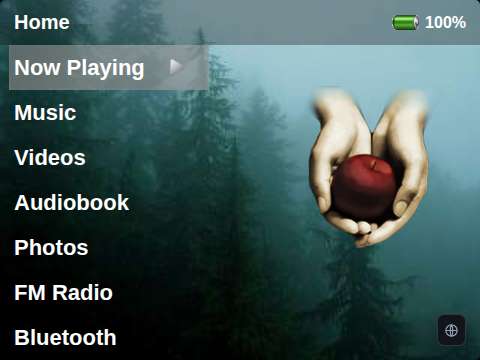 Home
100%
Now Playing
Music
Videos
Audiobook
Photos
FM Radio
Bluetooth